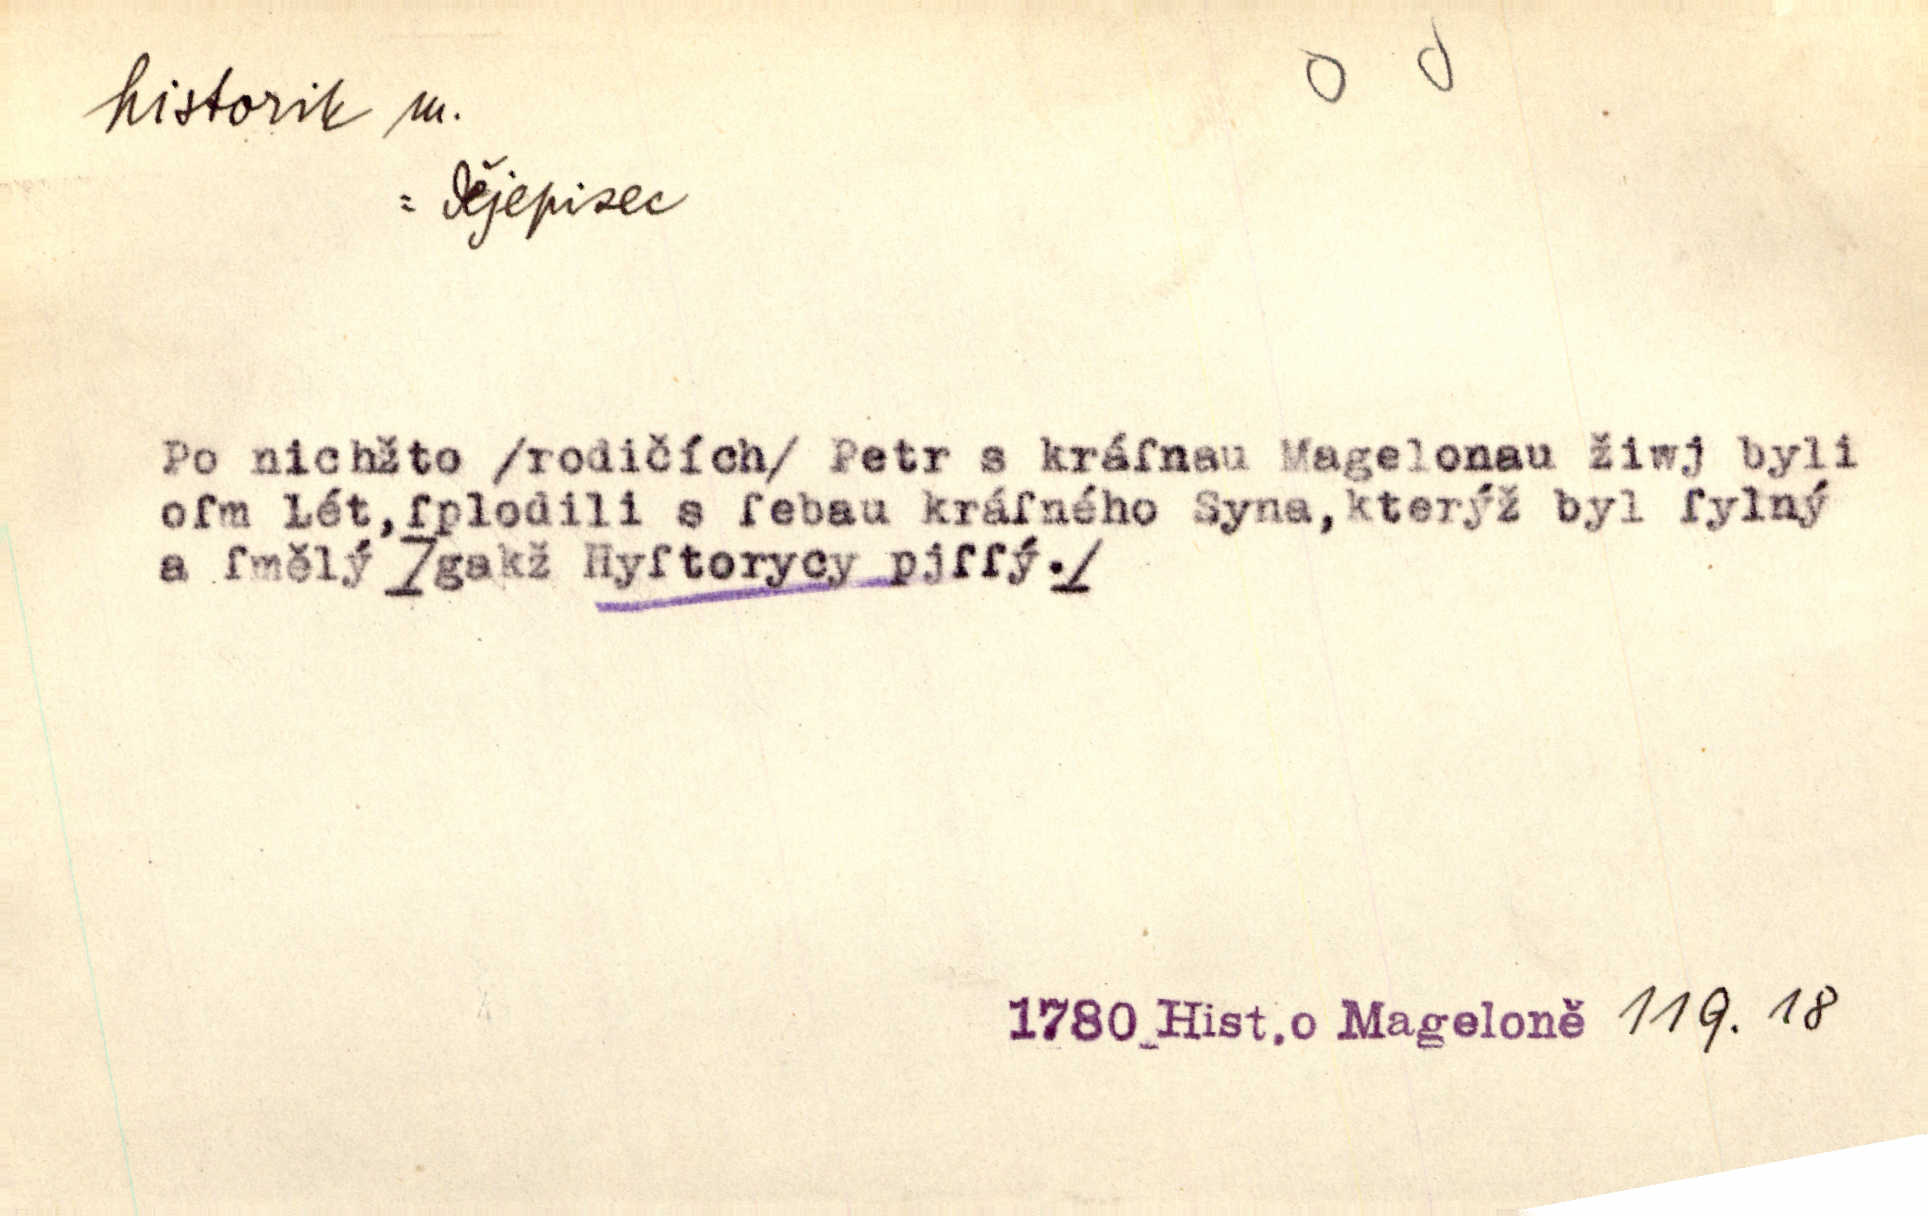 historik m.
= dějepisec
Po nichžto /rodičích/ Petr s kráſnau Magelonau žiwj byli
oſm Lét,ſplodili s ſebau kráſného Syna,kterýž byl ſylný
a ſmělý /gakž Hyſtorycy pjſſý./
1780 Hist.o Mageloně 119. 18